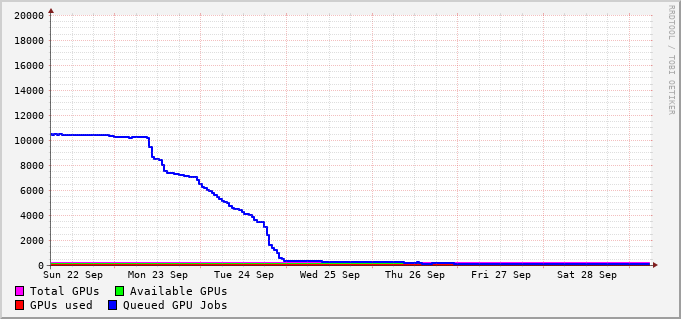 20000
18000
16000
14000
12000
10000
8000
6000
4000
2000
0
Sun 22 Sep Mon 23 Sep Tue 24 Sep Wed 25 Sep Thu 26 Sep Fri 27 Sep Sat 28 Sep
Total GPUs Available GPUs
GPUs used Queued GPU Jobs
RRDTOOL / TOBI OETIKER